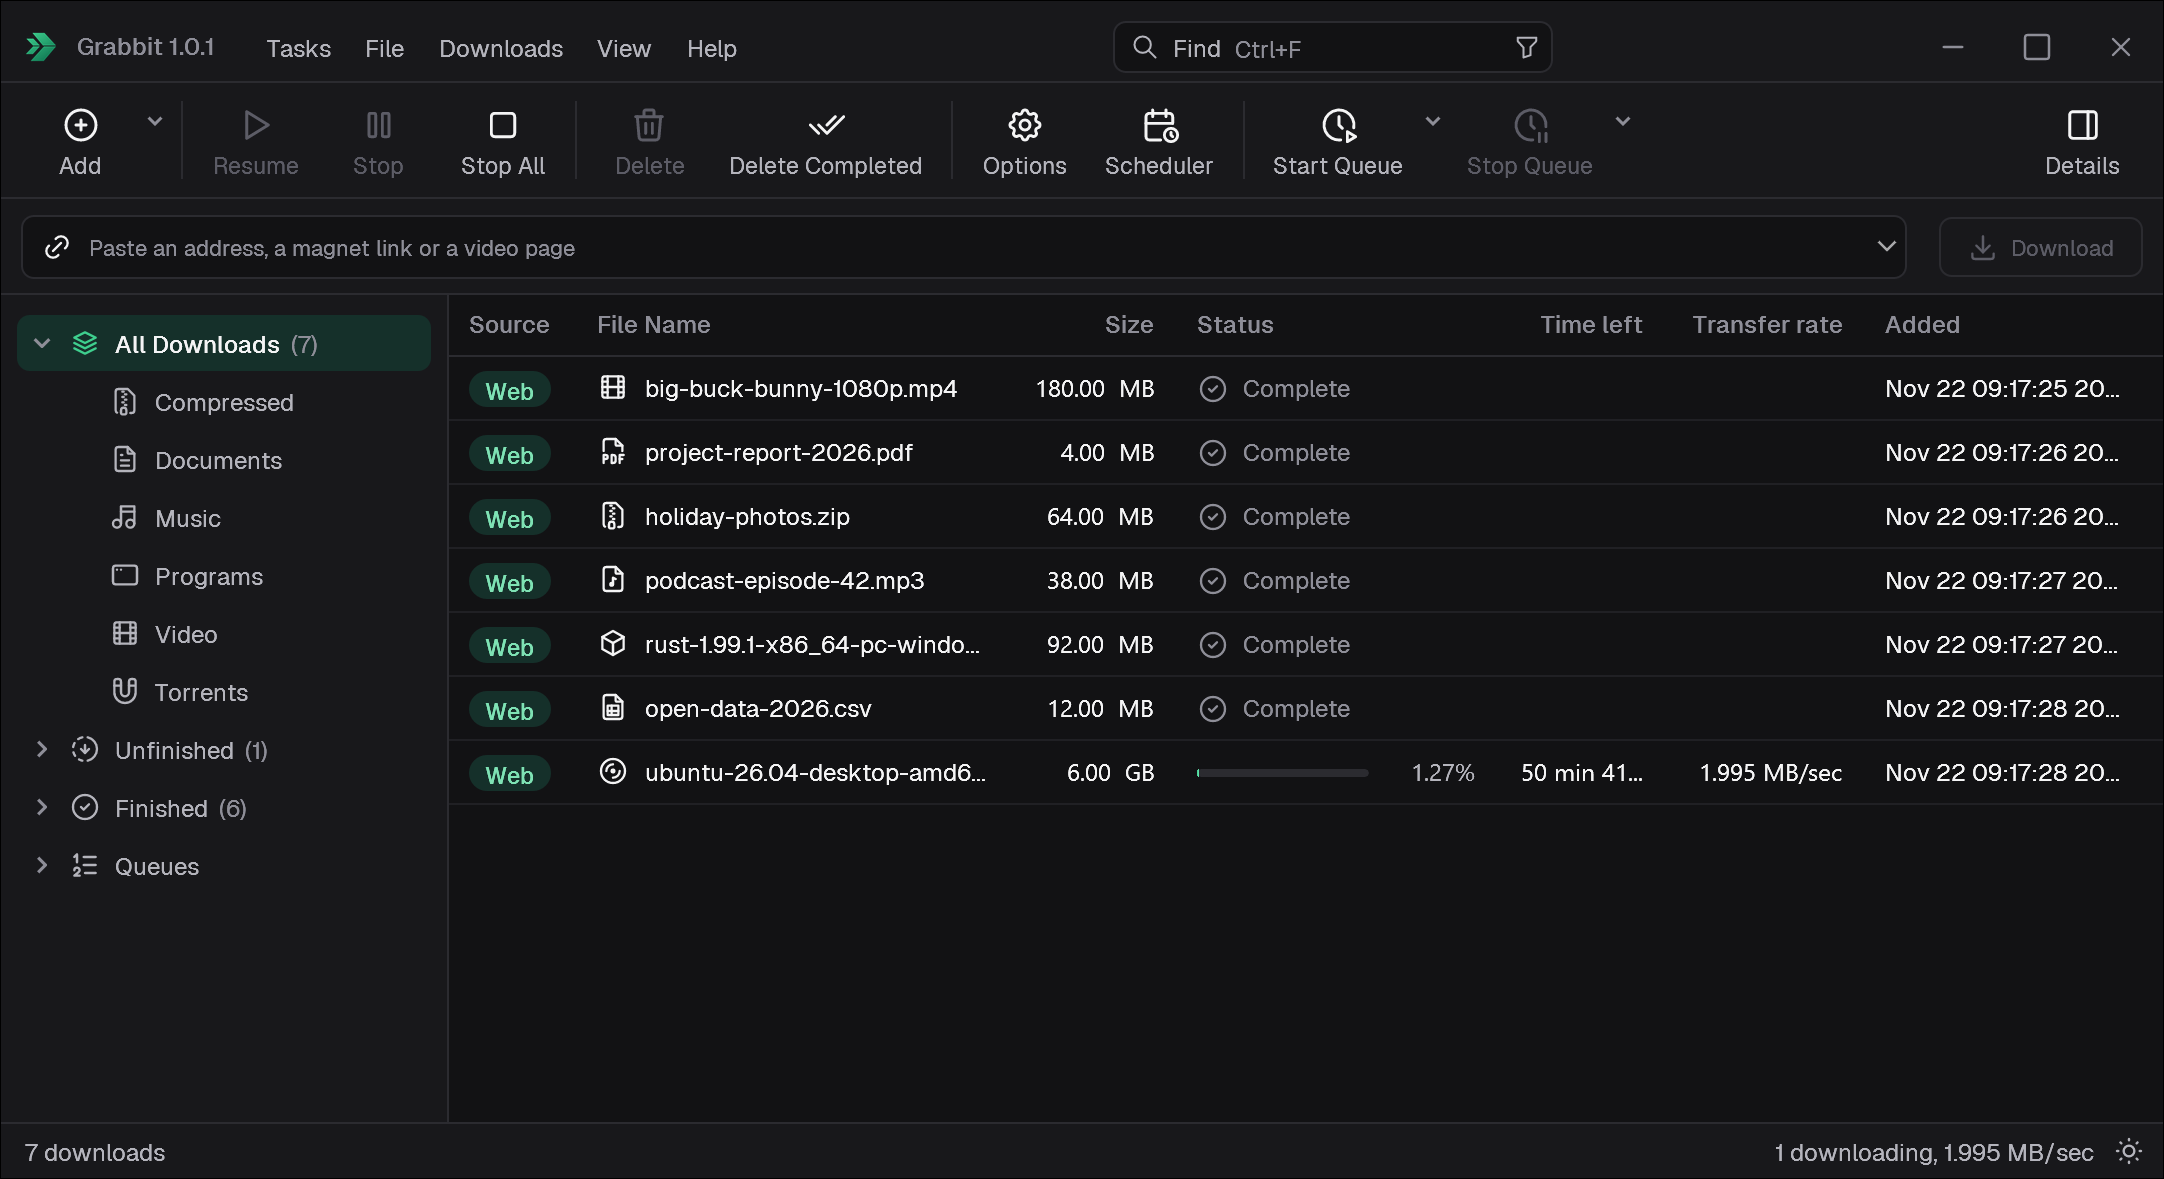 Grabbit 1.0.1 Tasks File Downloads View Help Find Ctrl+F
Add Resume Stop Stop All Delete Delete Completed Options Scheduler Start Queue Stop Queue Details
Paste an address, a magnet link or a video page Download
All Downloads (7)
Compressed
Documents
Music
Programs
Video
Torrents
Unfinished (1)
Finished (6)
Queues
Source File Name Size Status Time left Transfer rate Added
Web big-buck-bunny-1080p.mp4 180.00 MB Complete Nov 22 09:17:25 20...
Web project-report-2026.pdf 4.00 MB Complete Nov 22 09:17:26 20...
Web holiday-photos.zip 64.00 MB Complete Nov 22 09:17:26 20...
Web podcast-episode-42.mp3 38.00 MB Complete Nov 22 09:17:27 20...
Web rust-1.99.1-x86_64-pc-windo... 92.00 MB Complete Nov 22 09:17:27 20...
Web open-data-2026.csv 12.00 MB Complete Nov 22 09:17:28 20...
Web ubuntu-26.04-desktop-amd6... 6.00 GB 1.27% 50 min 41... 1.995 MB/sec Nov 22 09:17:28 20...
7 downloads 1 downloading, 1.995 MB/sec